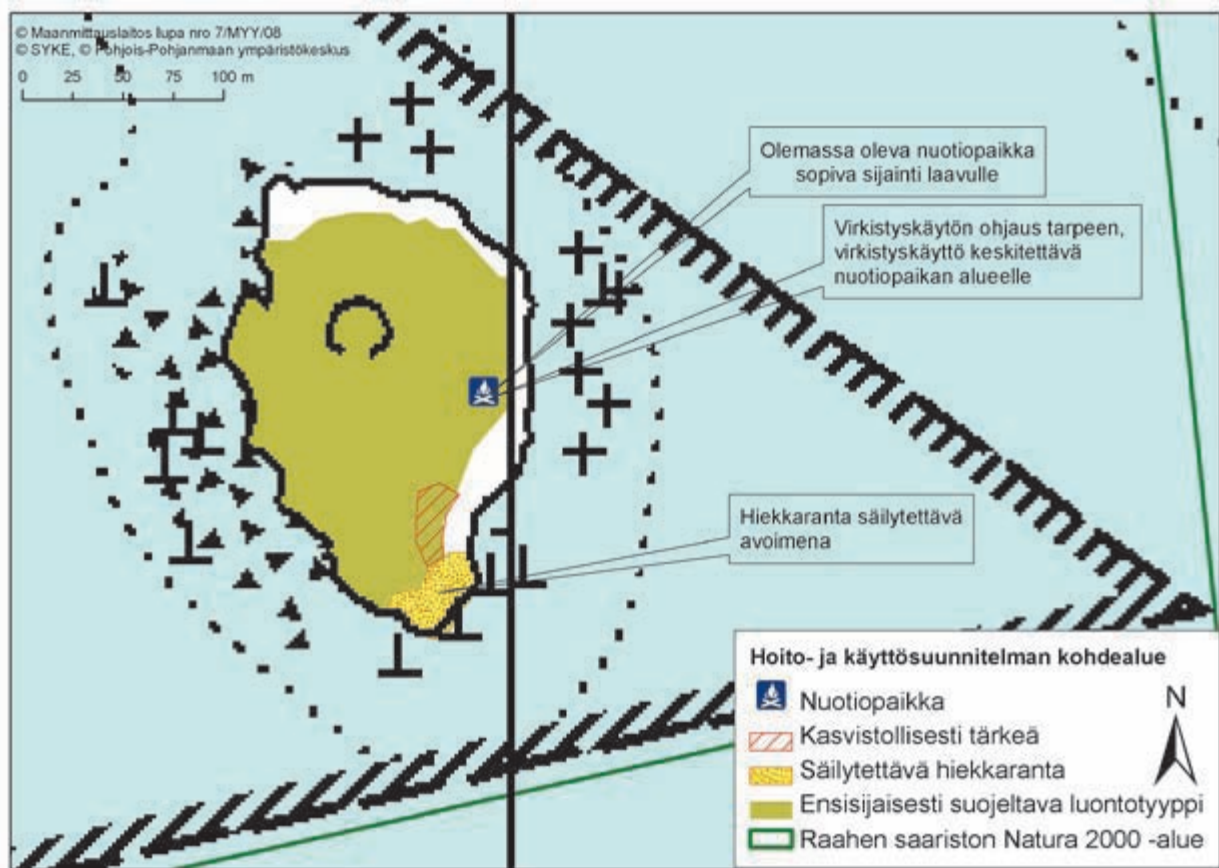 © Maanmittauslaitos lupa nro 7/MYY/08
© SYKE, © Pohjois-Pohjanmaan ympäristökeskus
0 25 50 75 100 m
Olemassa oleva nuotiopaikka
sopiva sijainti laavulle
Virkistyskäytön ohjaus tarpeen,
virkistyskäyttö keskitettävä
nuotiopaikan alueelle
Hiekkaranta säilytettävä
avoimena
Hoito- ja käyttösuunnitelman kohdealue
N
Nuotiopaikka
Kasvistollisesti tärkeä
Säilytettävä hiekkaranta
Ensisijaisesti suojeltava luontotyyppi
Raahen saariston Natura 2000 -alue